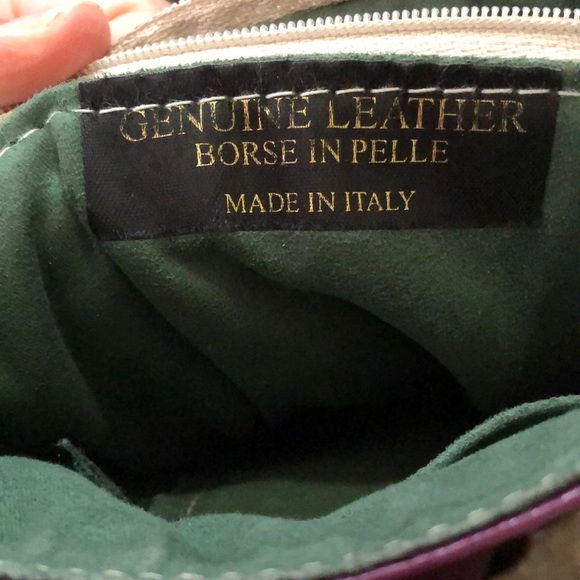 GENUINE LEATHER
BORSE IN PELLE
MADE IN ITALY